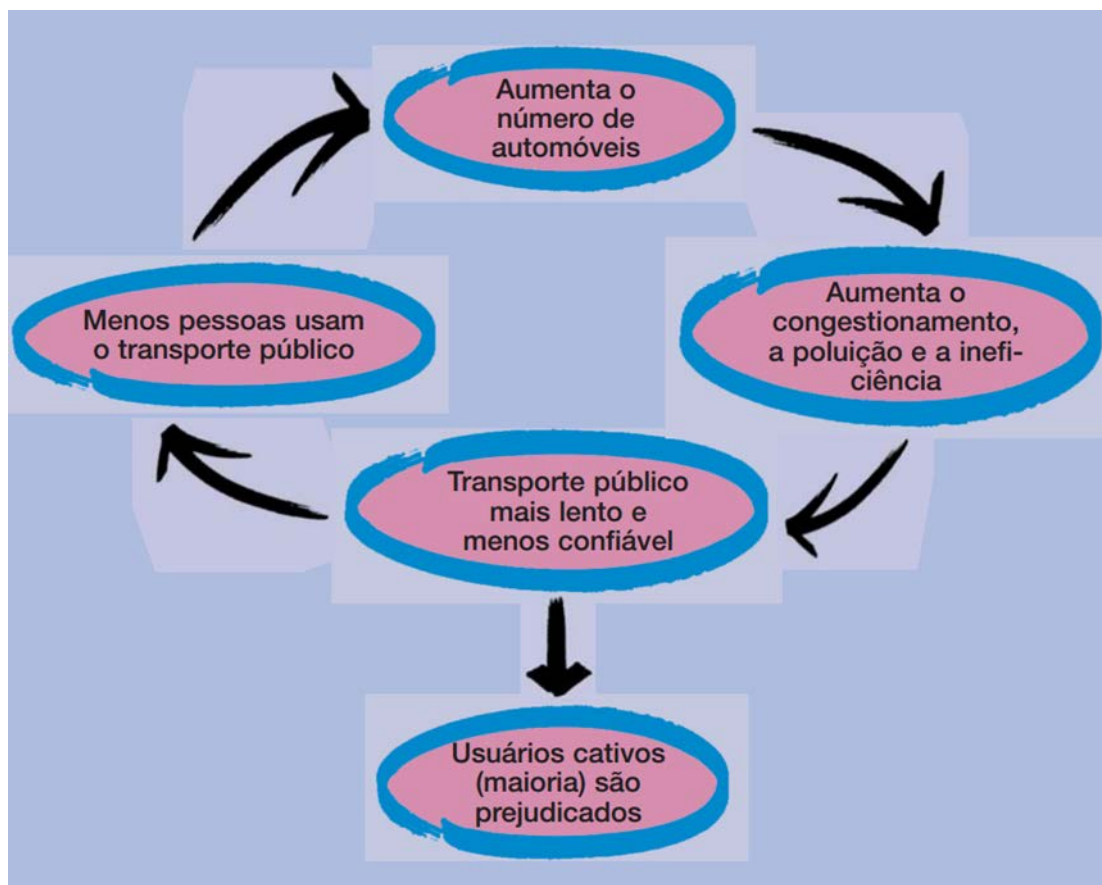 Aumenta o
número de
automóveis
Aumenta o
congestionamento,
a poluição e a inefi-
ciência
Menos pessoas usam
o transporte público
Transporte público
mais lento e
menos confiável
Usuários cativos
(maioria) são
prejudicados